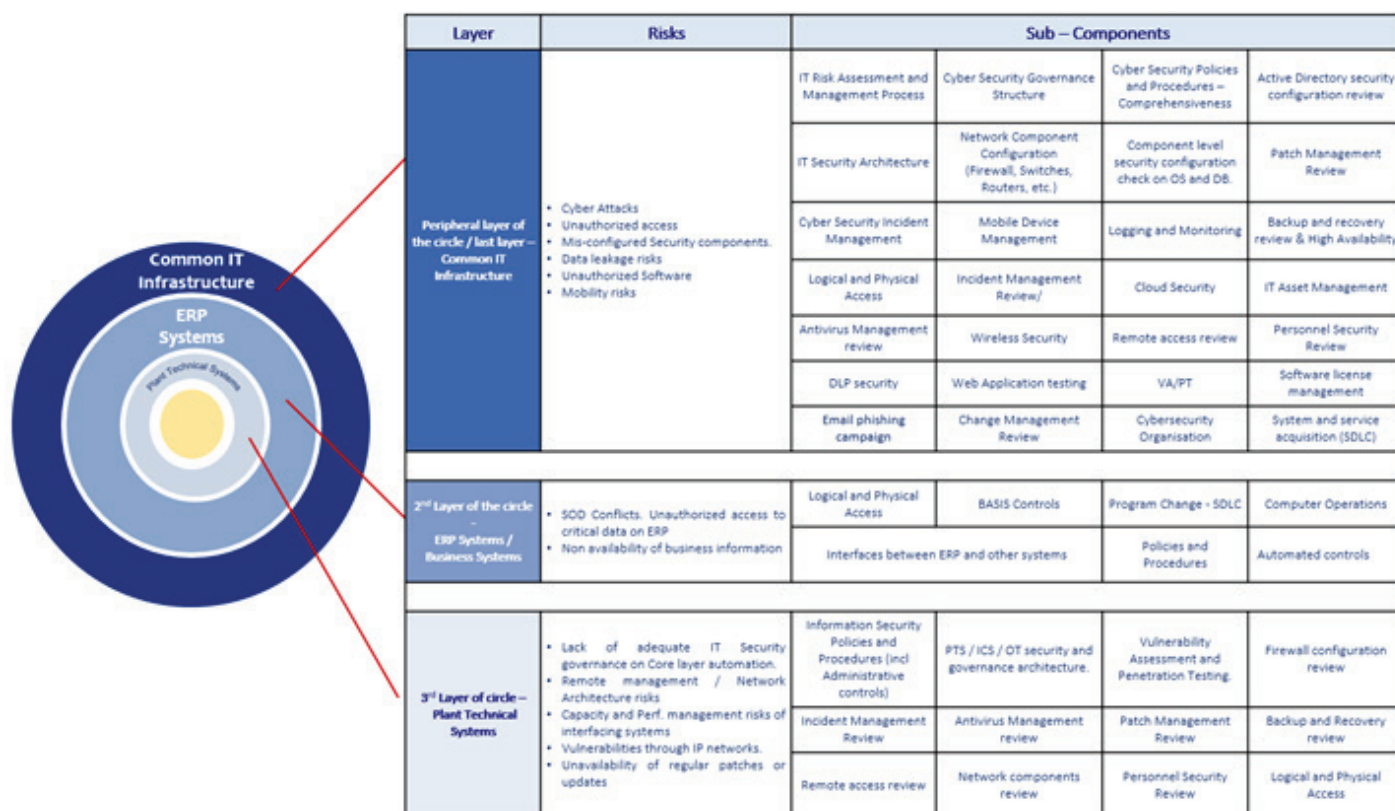 Common IT
Infrastructure
ERP
Systems
Plant Technical Systems
Layer
Risks
Sub – Components
Peripheral layer of
the circle / last layer –
Common IT
Infrastructure
• Cyber Attacks
• Unauthorized access
• Mis-configured Security components.
• Data leakage risks
• Unauthorized Software
• Mobility risks
IT Risk Assessment and
Management Process
Cyber Security Governance
Structure
Cyber Security Policies
and Procedures –
Comprehensiveness
Active Directory security
configuration review
IT Security Architecture
Network Component
Configuration
(Firewall, Switches,
Routers, etc.)
Component level
security configuration
check on OS and DB.
Patch Management
Review
Cyber Security Incident
Management
Mobile Device
Management
Logging and Monitoring
Backup and recovery
review & High Availability
Logical and Physical
Access
Incident Management
Review/
Cloud Security
IT Asset Management
Antivirus Management
review
Wireless Security
Remote access review
Personnel Security
Review
DLP security
Web Application testing
VA/PT
Software license
management
Email phishing
campaign
Change Management
Review
Cybersecurity
Organisation
System and service
acquisition (SDLC)
2nd Layer of the circle
–
ERP Systems /
Business Systems
• SOD Conflicts. Unauthorized access to
critical data on ERP
• Non availability of business information
Logical and Physical
Access
BASIS Controls
Program Change - SDLC
Computer Operations
Interfaces between ERP and other systems
Policies and
Procedures
Automated controls
3rd Layer of circle –
Plant Technical
Systems
• Lack of adequate IT Security
governance on Core layer automation.
• Remote management / Network
Architecture risks
• Capacity and Perf. management risks of
interfacing systems
• Vulnerabilities through IP networks.
• Unavailability of regular patches or
updates
Information Security
Policies and
Procedures (incl
Administrative
controls)
PTS / ICS / OT security and
governance architecture.
Vulnerability
Assessment and
Penetration Testing.
Firewall configuration
review
Incident Management
Review
Antivirus Management
review
Patch Management
Review
Backup and Recovery
review
Remote access review
Network components
review
Personnel Security
Review
Logical and Physical
Access